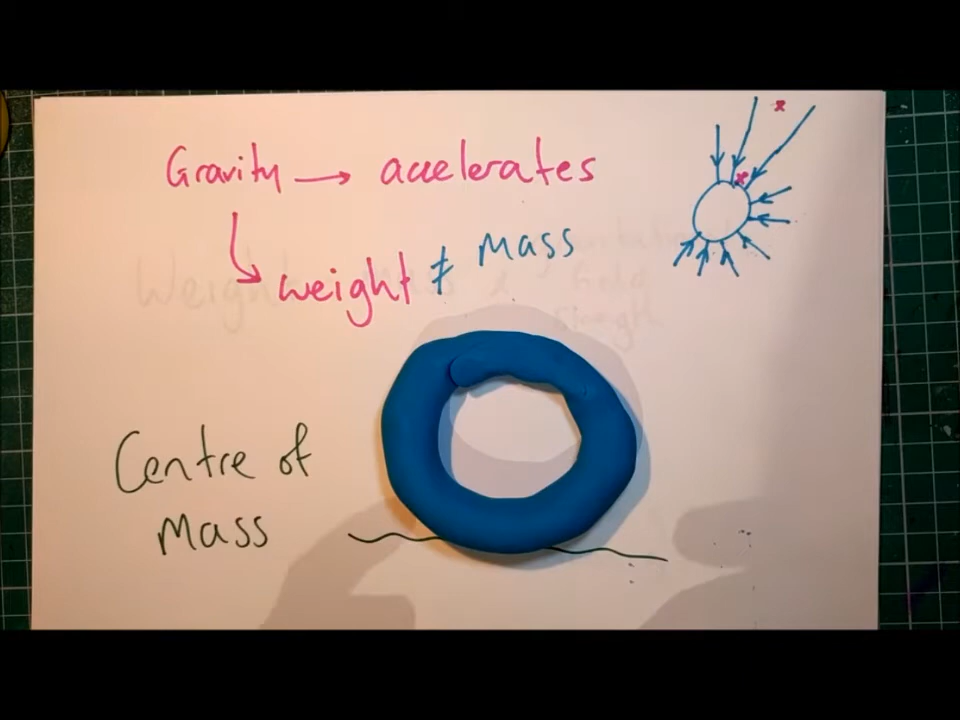 Gravity → accelerates
weight ≠ Mass
Centre of
Mass